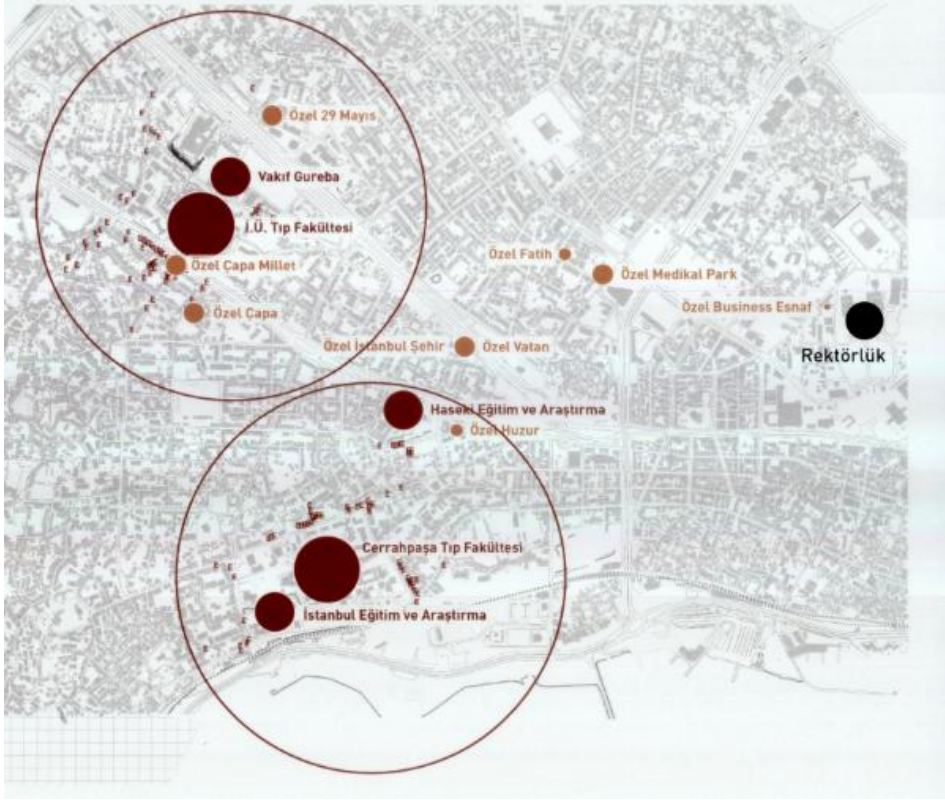 Özel 29 Mayıs
Vakıf Gureba
İ.Ü. Tıp Fakültesi
Özel Fatih
Özel Çapa Millet
Özel Medikal Park
Özel Business Esnaf
Özel Çapa
Özel İstanbul Şehir
Özel Vatan
Rektörlük
Haseki Eğitim ve Araştırma
Özel Huzur
Cerrahpaşa Tıp Fakültesi
İstanbul Eğitim ve Araştırma